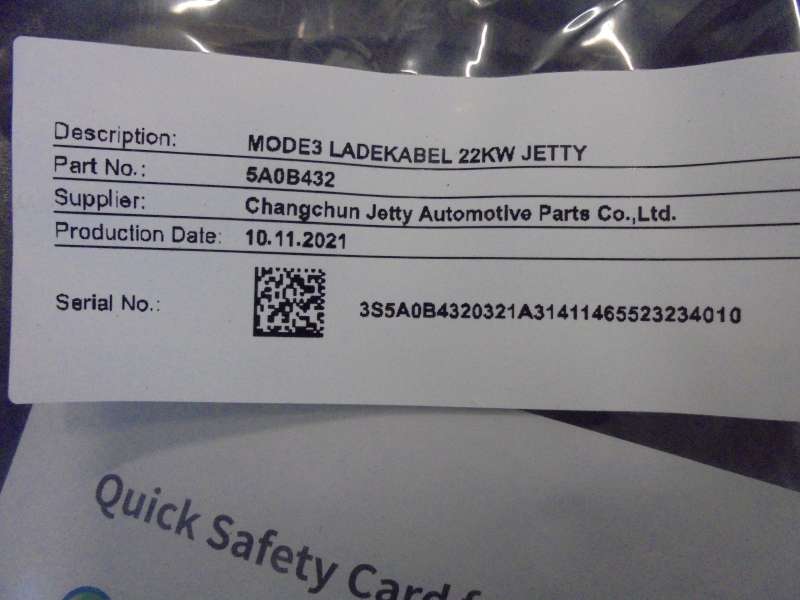 Description: MODE3 LADEKABEL 22KW JETTY
Part No.: 5A0B432
Supplier: Changchun Jetty Automotive Parts Co.,Ltd.
Production Date: 10.11.2021
Serial No.: 3S5A0B4320321A31411465523234010
Quick Safety Card